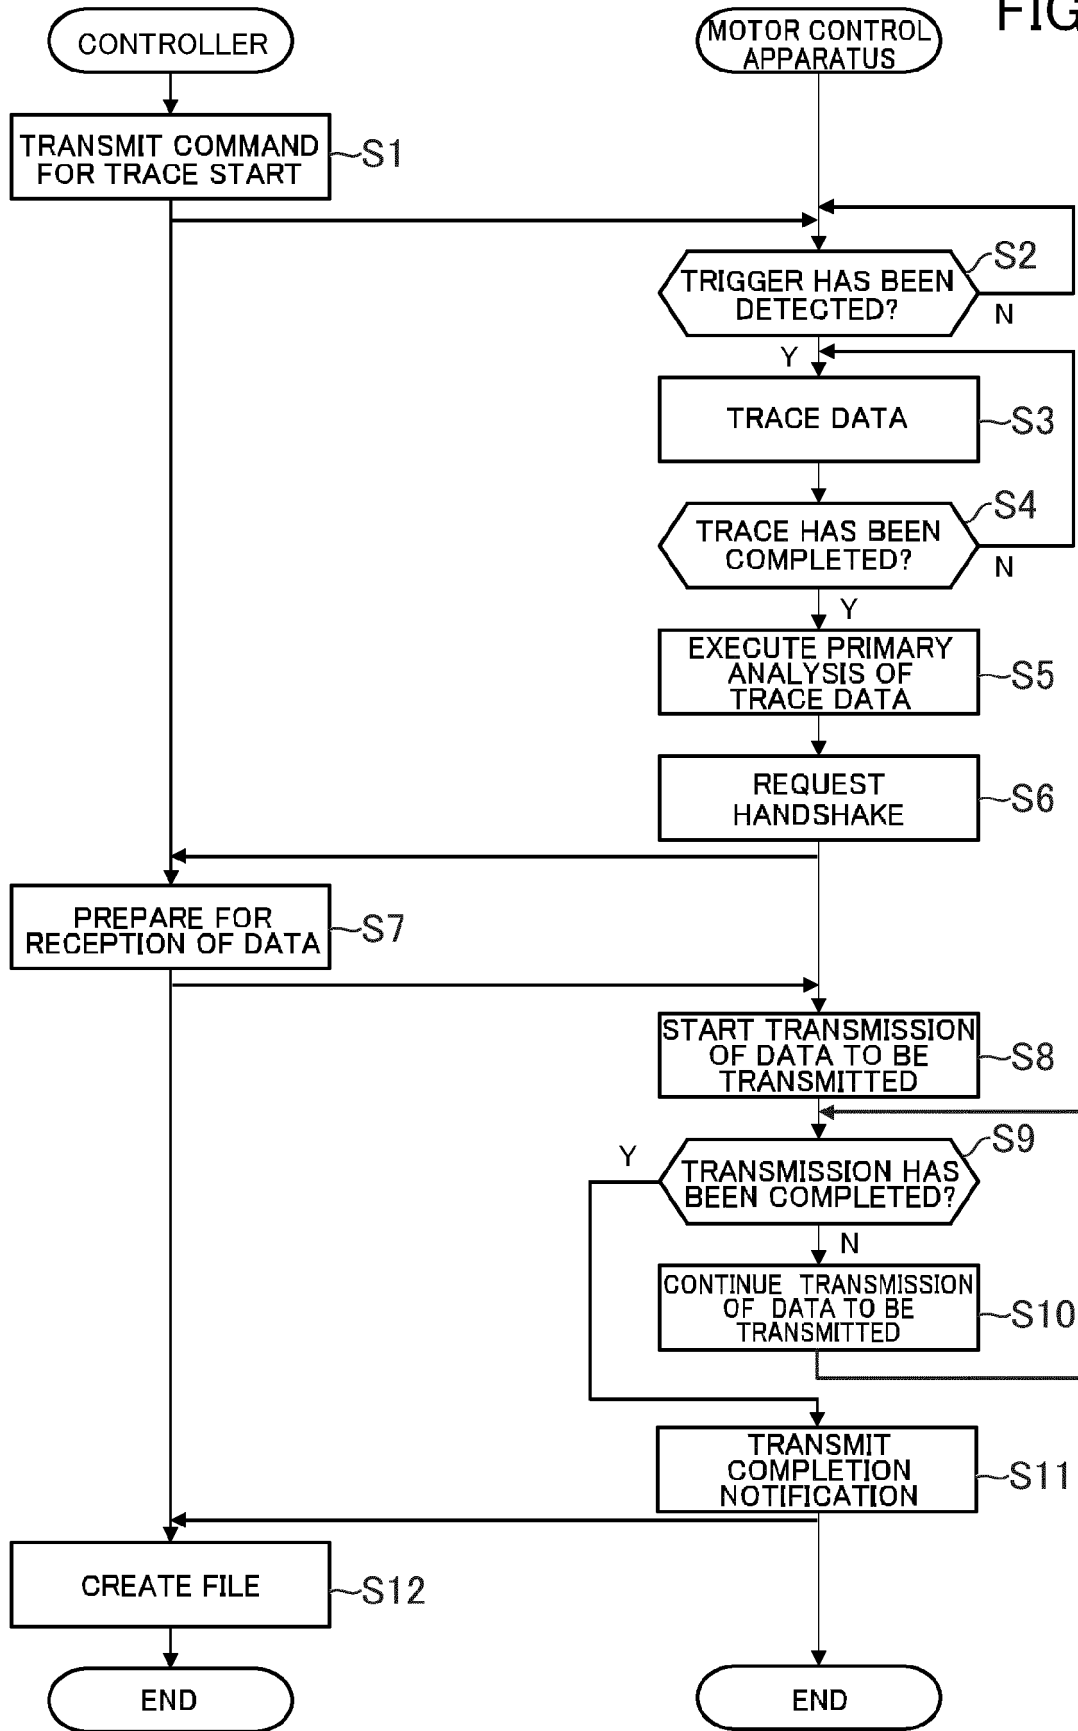 FIG
CONTROLLER
MOTOR CONTROL
APPARATUS
TRANSMIT COMMAND
FOR TRACE START
S1
TRIGGER HAS BEEN
DETECTED?
S2
N
Y
TRACE DATA
S3
TRACE HAS BEEN
COMPLETED?
S4
N
Y
EXECUTE PRIMARY
ANALYSIS OF
TRACE DATA
S5
REQUEST
HANDSHAKE
S6
PREPARE FOR
RECEPTION OF DATA
S7
START TRANSMISSION
OF DATA TO BE
TRANSMITTED
S8
Y
TRANSMISSION HAS
BEEN COMPLETED?
S9
N
CONTINUE TRANSMISSION
OF DATA TO BE
TRANSMITTED
S10
TRANSMIT
COMPLETION
NOTIFICATION
S11
CREATE FILE
S12
END
END